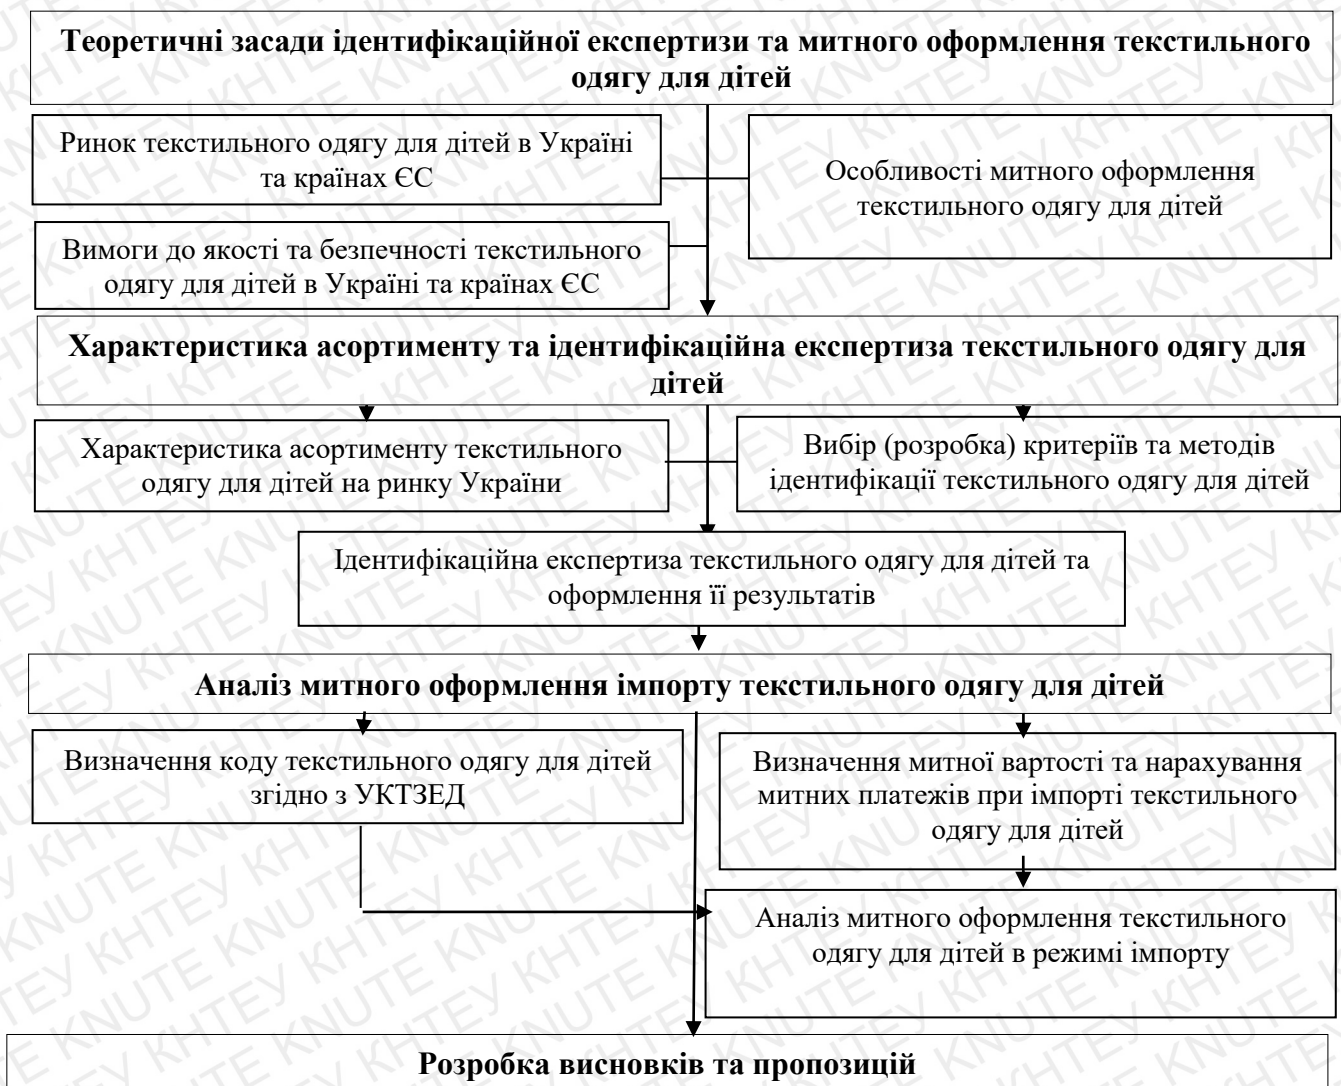 Теоретичні засади ідентифікаційної експертизи та митного оформлення текстильного
одягу для дітей
Ринок текстильного одягу для дітей в Україні
та країнах ЄС
Особливості митного оформлення
текстильного одягу для дітей
Вимоги до якості та безпечності текстильного
одягу для дітей в Україні та країнах ЄС
Характеристика асортименту та ідентифікаційна експертиза текстильного одягу для
дітей
Характеристика асортименту текстильного
одягу для дітей на ринку України
Вибір (розробка) критеріїв та методів
ідентифікації текстильного одягу для дітей
Ідентифікаційна експертиза текстильного одягу для дітей та
оформлення її результатів
Аналіз митного оформлення імпорту текстильного одягу для дітей
Визначення коду текстильного одягу для дітей
згідно з УКТЗЕД
Визначення митної вартості та нарахування
митних платежів при імпорті текстильного
одягу для дітей
Аналіз митного оформлення текстильного
одягу для дітей в режимі імпорту
Розробка висновків та пропозицій